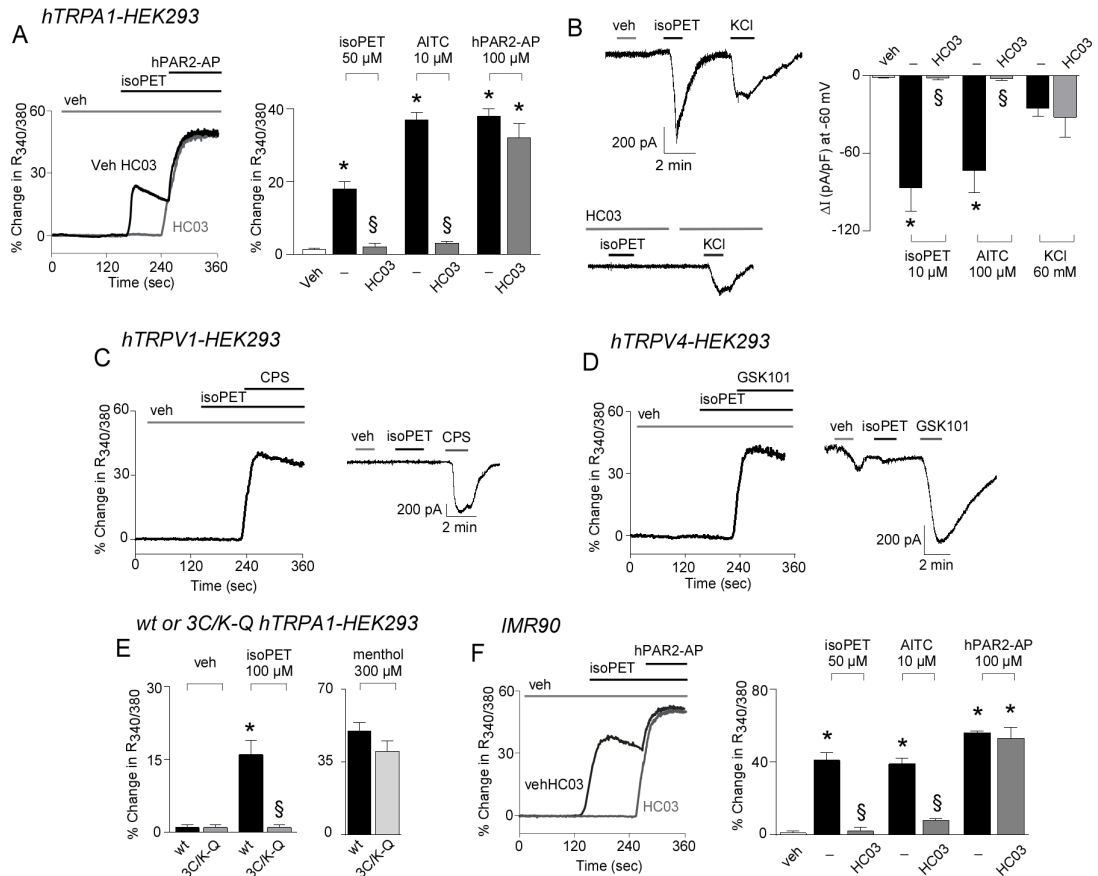 hTRPA1-HEK293
A
isoPET
50 µM
AITC
10 µM
hPAR2-AP
100 µM
hPAR2-AP
isoPET
veh
60
30
0
% Change in R340/380
Veh HC03
HC03
0 120 240 360
Time (sec)
40
20
0
% Change in R340/380
* * * *
§ §
Veh – HC03 – HC03 – HC03
B
veh isoPET KCl
200 pA
2 min
HC03
isoPET KCl
veh – HC03 – HC03 – HC03
0
-60
-120
ΔI (pA/pF) at -60 mV
§ §
* *
isoPET
10 µM
AITC
100 µM
KCl
60 mM
hTRPV1-HEK293
C
CPS
isoPET
veh
60
30
0
% Change in R340/380
0 120 240 360
Time (sec)
veh isoPET CPS
200 pA
2 min
hTRPV4-HEK293
D
GSK101
isoPET
veh
60
30
0
% Change in R340/380
0 120 240 360
Time (sec)
veh isoPET GSK101
200 pA
2 min
wt or 3C/K-Q hTRPA1-HEK293
E
veh
isoPET
100 µM
menthol
300 µM
30
15
0
% Change in R340/380
*
§
wt 3C/K-Q wt 3C/K-Q
70
35
0
wt 3C/K-Q
IMR90
F
hPAR2-AP
isoPET
veh
60
30
0
% Change in R340/380
vehHC03
HC03
0 120 240 360
Time (sec)
isoPET
50 µM
AITC
10 µM
hPAR2-AP
100 µM
80
40
0
% Change in R340/380
* * * *
§ §
veh – HC03 – HC03 – HC03